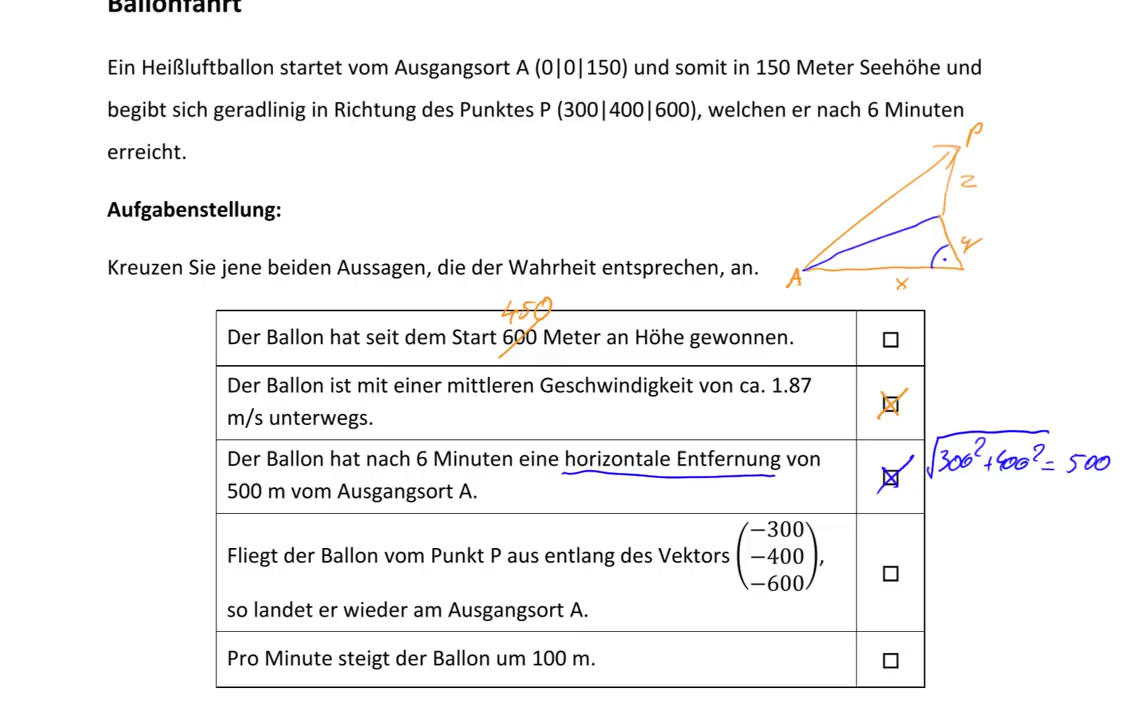 Ballonfahrt
Ein Heißluftballon startet vom Ausgangsort A (0|0|150) und somit in 150 Meter Seehöhe und
begibt sich geradlinig in Richtung des Punktes P (300|400|600), welchen er nach 6 Minuten
erreicht.
P
z
Aufgabenstellung:
y
Kreuzen Sie jene beiden Aussagen, die der Wahrheit entsprechen, an.
A
x
450
Der Ballon hat seit dem Start 600 Meter an Höhe gewonnen. ☐
Der Ballon ist mit einer mittleren Geschwindigkeit von ca. 1.87
m/s unterwegs. ☒
Der Ballon hat nach 6 Minuten eine horizontale Entfernung von
500 m vom Ausgangsort A. ☒ √300²+400² = 500
Fliegt der Ballon vom Punkt P aus entlang des Vektors (−300 −400 −600),
so landet er wieder am Ausgangsort A. ☐
Pro Minute steigt der Ballon um 100 m. ☐